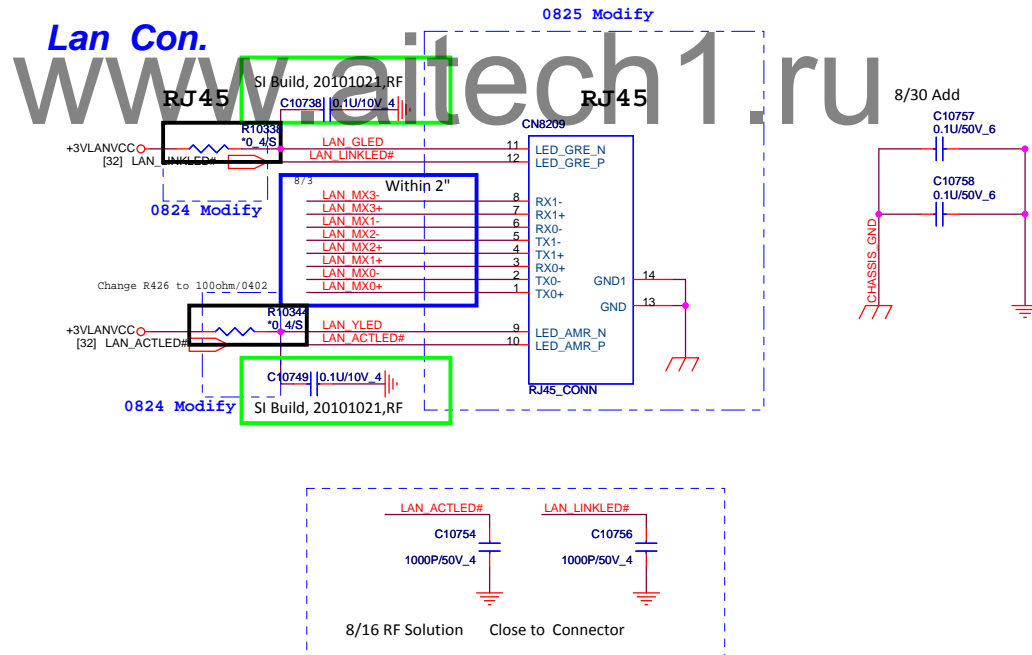 0825 Modify
Lan Con.
www.aitech1.ru
SI Build, 20101021,RF
RJ45
RJ45
C10738
0.1U/10V_4
8/30 Add
C10757
0.1U/50V_6
CN8209
R10338
*0_4/S
+3VLANVCC
LAN_GLED
11
LED_GRE_N
[32] LAN_LINKLED#
LAN_LINKLED#
12
LED_GRE_P
8/3
Within 2"
C10758
0.1U/50V_6
LAN_MX3-
8
RX1-
LAN_MX3+
7
RX1+
LAN_MX1-
6
RX0-
LAN_MX2-
5
TX1-
LAN_MX2+
4
TX1+
LAN_MX1+
3
RX0+
LAN_MX0-
2
TX0-
LAN_MX0+
1
TX0+
0824 Modify
CHASSIS_GND
GND1
14
GND
13
Change R426 to 100ohm/0402
R10344
*0_4/S
+3VLANVCC
LAN_YLED
9
LED_AMR_N
[32] LAN_ACTLED#
LAN_ACTLED#
10
LED_AMR_P
C10749
0.1U/10V_4
RJ45_CONN
0824 Modify
SI Build, 20101021,RF
LAN_ACTLED#
LAN_LINKLED#
C10754
C10756
1000P/50V_4
1000P/50V_4
8/16 RF Solution
Close to Connector